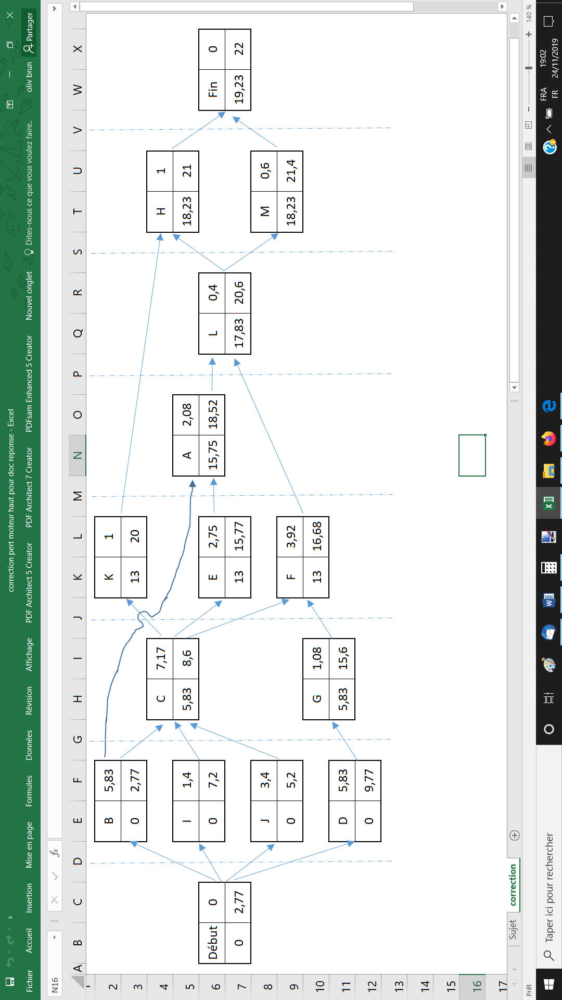 correction pert moteur haut pour doc reponse - Excel
Fichier Accueil Insertion Mise en page Formules Données Révision Affichage PDF Architect 5 Creator PDF Architect 7 Creator PDFsam Enhanced 5 Creator Nouvel onglet Dites-nous ce que vous voulez faire.. oliv brun Partager
N16 fx
A B C D E F G H I J K L M N O P Q R S T U V W X
1
2
3
4
5
6
7
8
9
10
11
12
13
14
15
16
17
Début 0
0 2,77
B 5,83
0 2,77
I 1,4
0 7,2
J 3,4
0 5,2
D 5,83
0 9,77
C 7,17
5,83 8,6
G 1,08
5,83 15,6
K 1
13 20
E 2,75
13 15,77
F 3,92
13 16,68
A 2,08
15,75 18,52
L 0,4
17,83 20,6
H 1
18,23 21
M 0,6
18,23 21,4
Fin 0
19,23 22
Sujet correction
Prêt 140 %
Taper ici pour rechercher
FRA
FR
19:02
24/11/2019